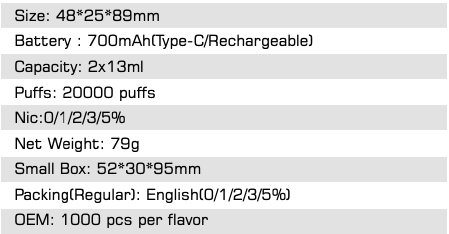 Size: 48*25*89mm
Battery : 700mAh(Type-C/Rechargeable)
Capacity: 2x13ml
Puffs: 20000 puffs
Nic:0/1/2/3/5%
Net Weight: 79g
Small Box: 52*30*95mm
Packing(Regular): English(0/1/2/3/5%)
OEM: 1000 pcs per flavor